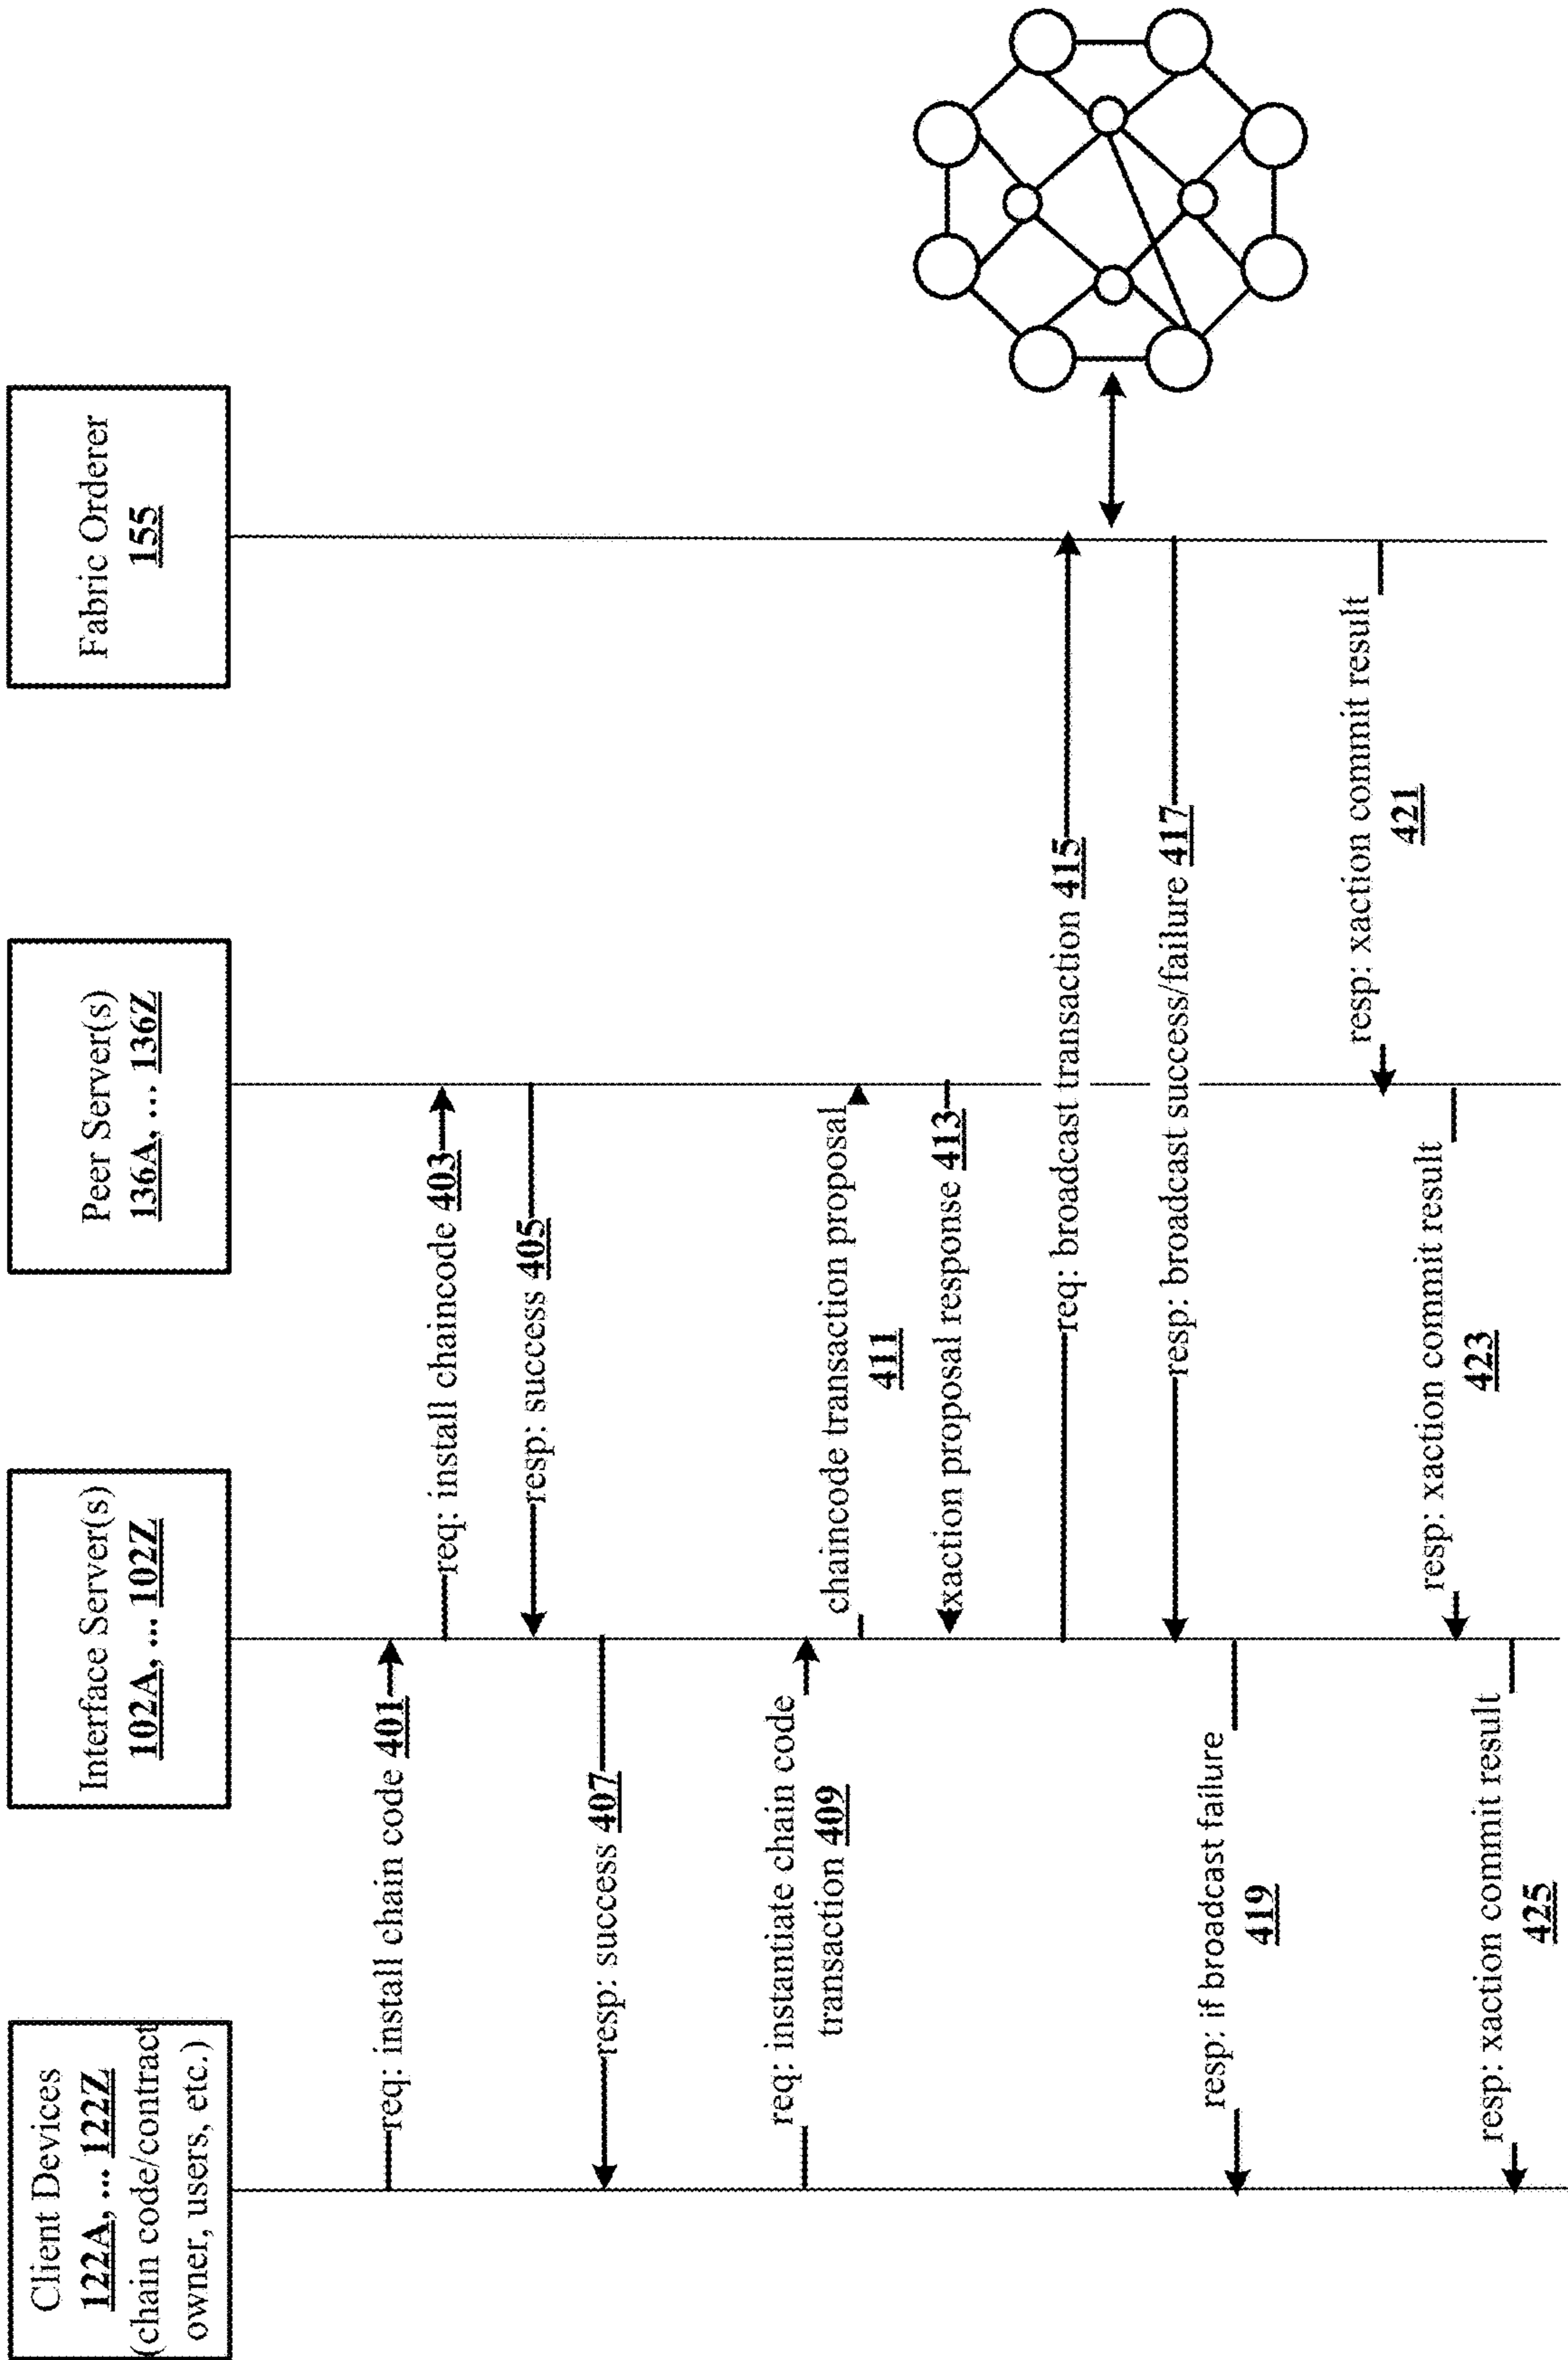 Client Devices
122A, ... 122Z
(chain code/contract
owner, users, etc.)
Interface Server(s)
102A, ... 102Z
Peer Server(s)
136A, ... 136Z
Fabric Orderer
155
req: install chain code 401
req: install chaincode 403
resp: success 405
resp: success 407
req: instantiate chain code
transaction 409
chaincode transaction proposal
411
xaction proposal response 413
req: broadcast transaction 415
resp: broadcast success/failure 417
resp: if broadcast failure
419
resp: xaction commit result
421
resp: xaction commit result
423
resp: xaction commit result
425